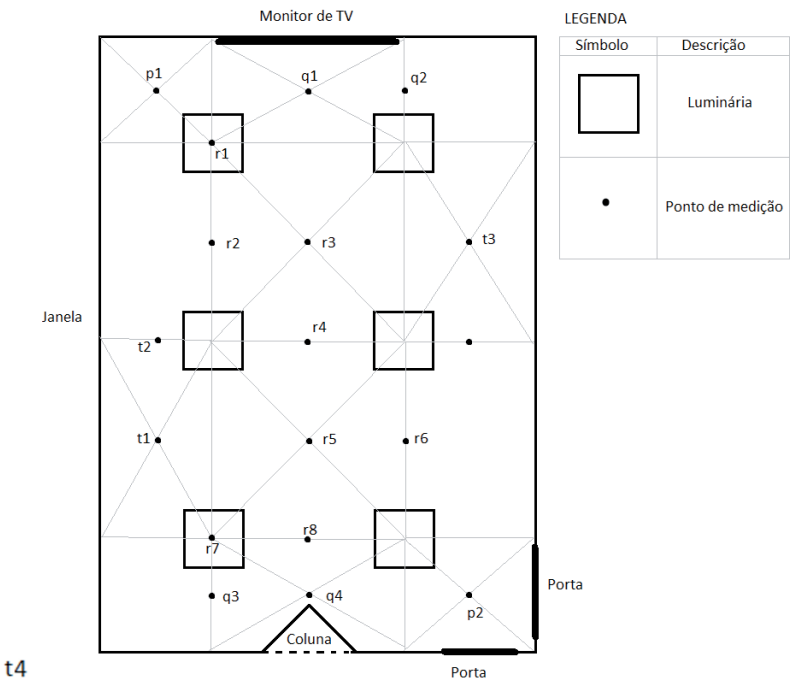 Monitor de TV
LEGENDA
Símbolo Descrição
Luminária
Ponto de medição
p1
q1
q2
r1
r2
r3
t3
Janela
t2
r4
t1
r5
r6
r7
r8
q3
q4
p2
Porta
Coluna
Porta
t4